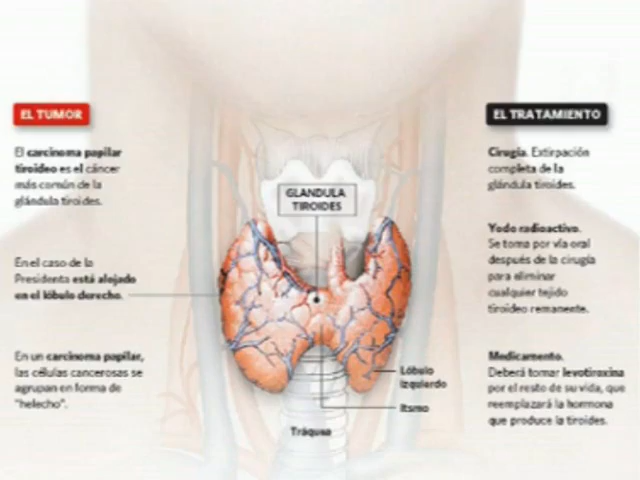 EL TUMOR
El carcinoma papilar
tiroideo es el cáncer
más común de la
glándula tiroides.
En el caso de la
Presidenta está alojado
en el lóbulo derecho.
En un carcinoma papilar,
las células cancerosas se
agrupan en forma de
"helecho".
GLANDULA
TIROIDES
Lóbulo
izquierdo
Itsmo
Tráquea
EL TRATAMIENTO
Cirugía. Extirpación
completa de la
glándula tiroides.
Yodo radioactivo.
Se toma por vía oral
después de la cirugía
para eliminar
cualquier tejido
tiroideo remanente.
Medicamento.
Deberá tomar levotiroxina
por el resto de su vida, que
reemplazará la hormona
que produce la tiroides.